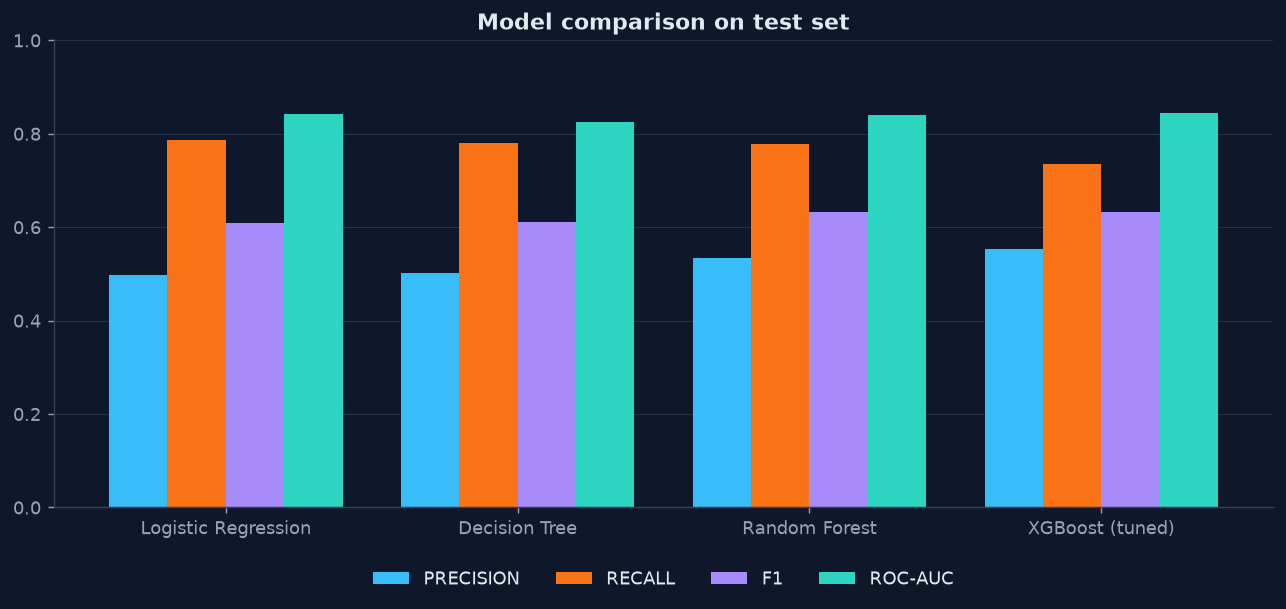 Model comparison on test set
1.0
0.8
0.6
0.4
0.2
0.0
Logistic Regression Decision Tree Random Forest XGBoost (tuned)
PRECISION RECALL F1 ROC-AUC